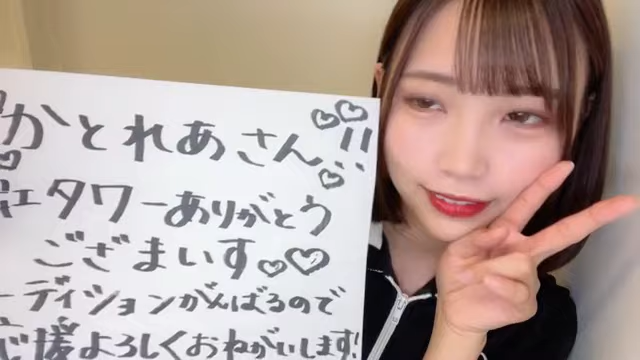 かとれあさん!!
タワーありがとう
ござまいす
ーディションがんばるので
援よろしくおねがいします!